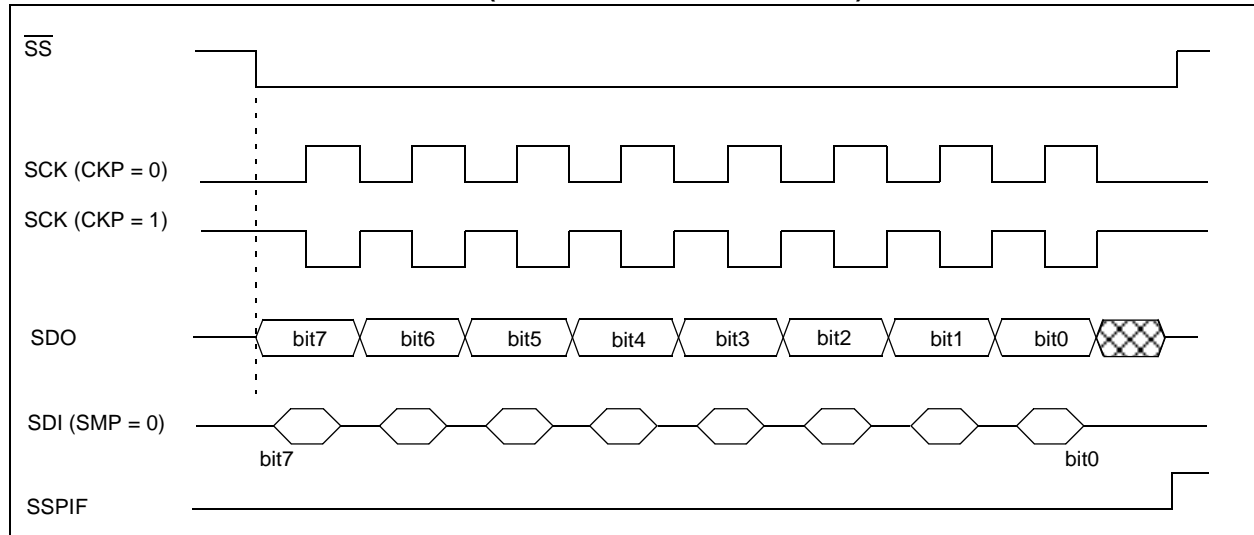 SS
SCK (CKP = 0)
SCK (CKP = 1)
SDO
bit7 bit6 bit5 bit4 bit3 bit2 bit1 bit0
SDI (SMP = 0)
bit7 bit0
SSPIF